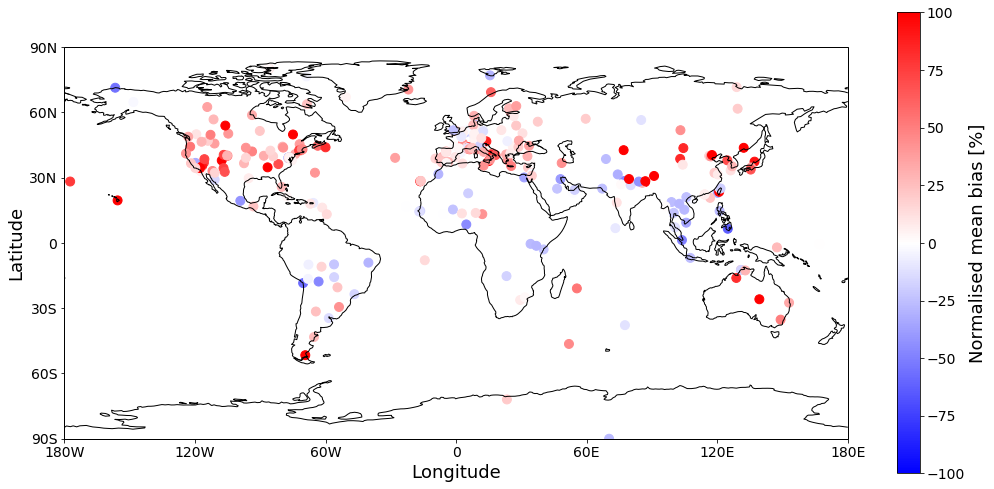 90N
60N
30N
0
30S
60S
90S
Latitude
180W
120W
60W
0
60E
120E
180E
Longitude
100
75
50
25
0
−25
−50
−75
−100
Normalised mean bias [%]